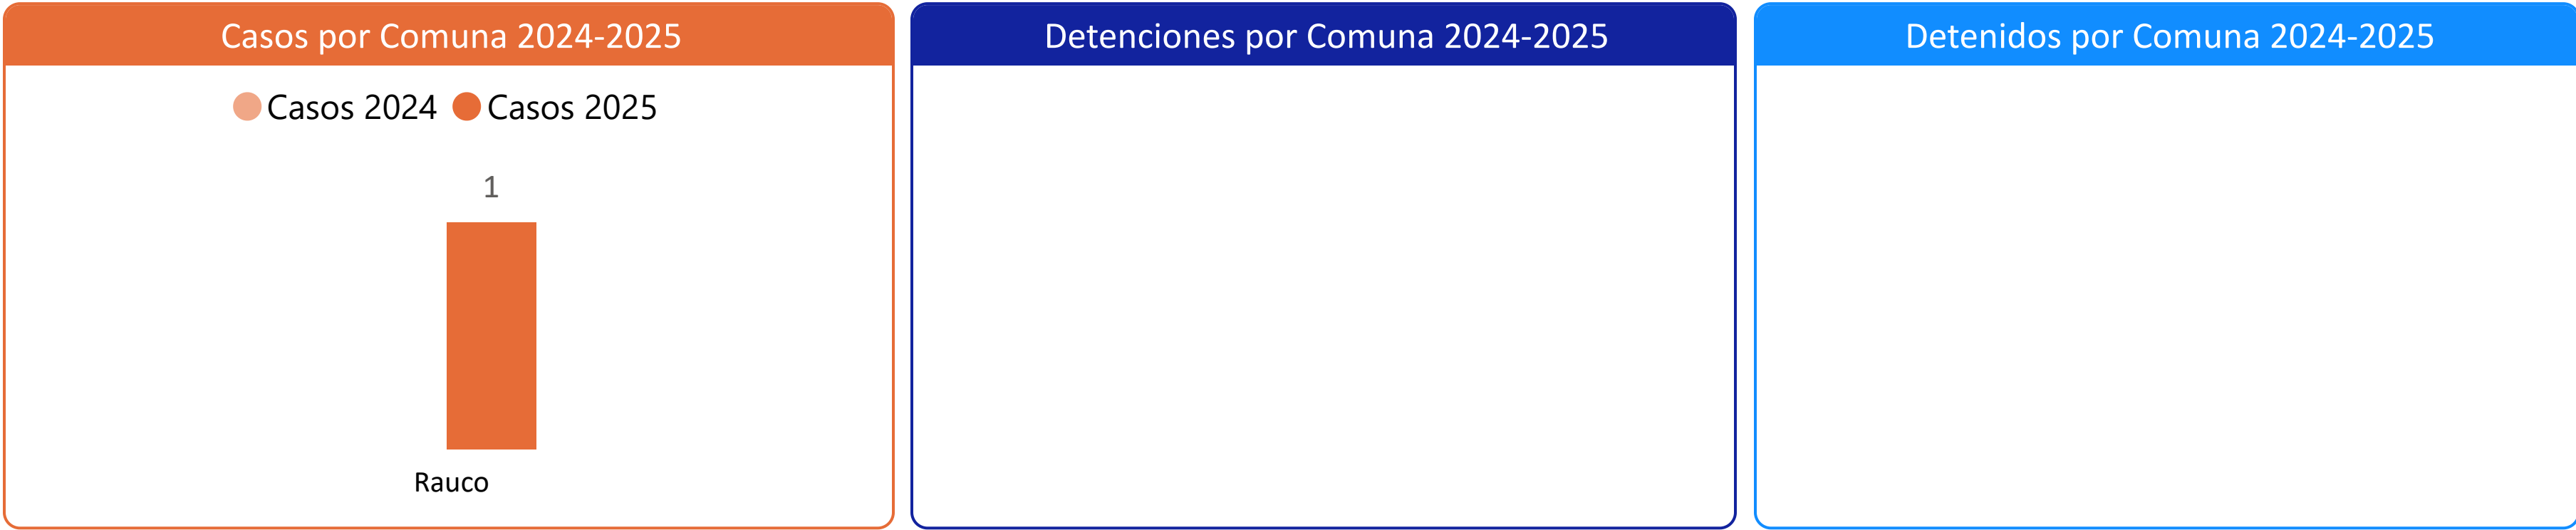 Casos por Comuna 2024-2025
Casos 2024 Casos 2025
1
Rauco
Detenciones por Comuna 2024-2025
Detenidos por Comuna 2024-2025